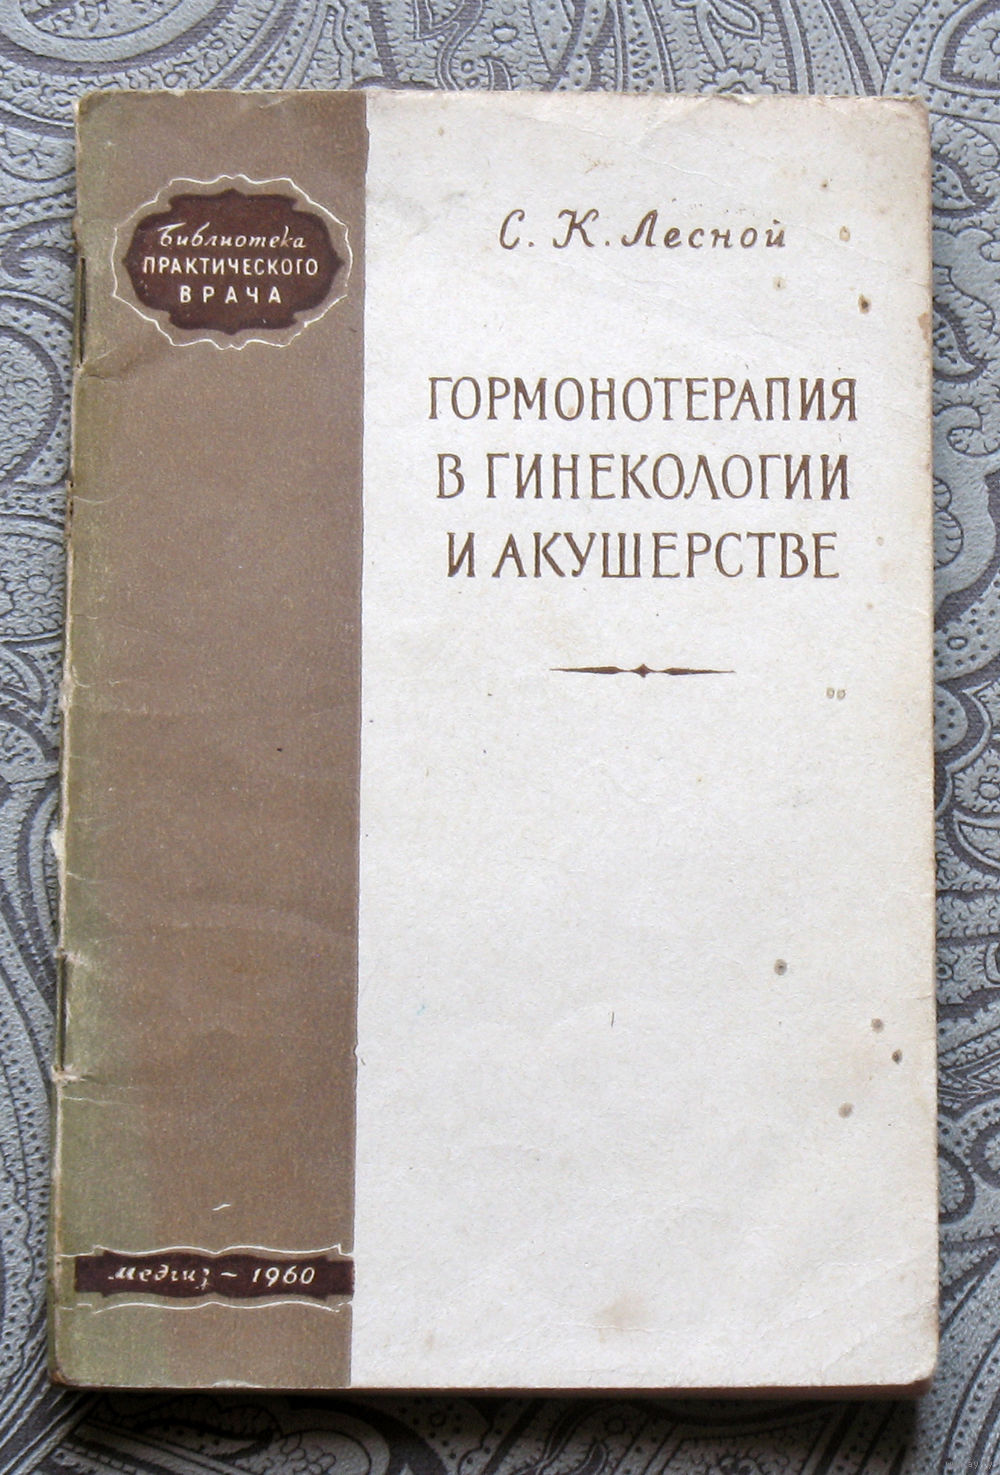 Библиотека
ПРАКТИЧЕСКОГО
ВРАЧА
С. К. Лесной
ГОРМОНОТЕРАПИЯ
В ГИНЕКОЛОГИИ
И АКУШЕРСТВЕ
медгиз – 1960